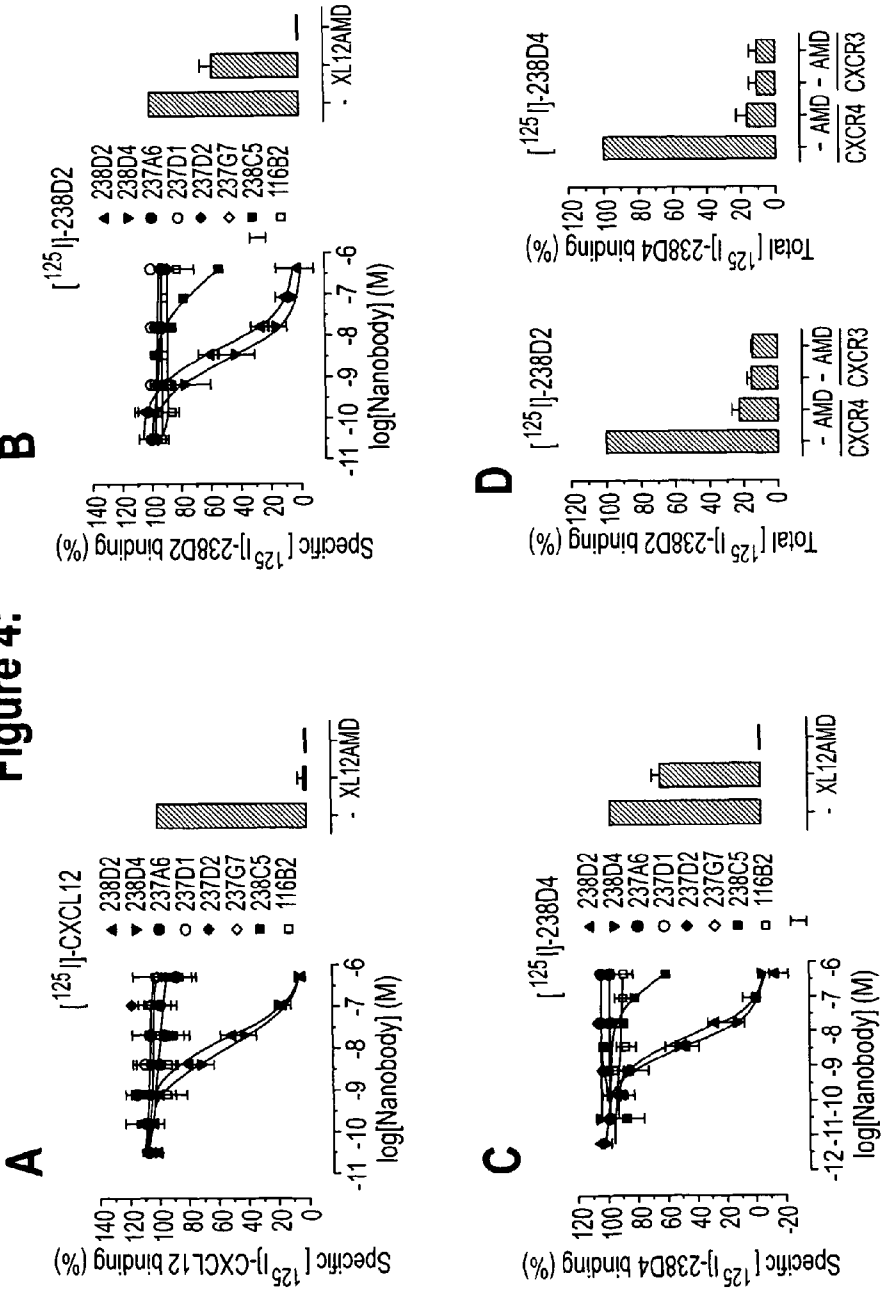 Figure 4.
A
[125I]-CXCL12
Specific [125I]-CXCL12 binding (%)
140
120
100
80
60
40
20
0
-11 -10 -9 -8 -7 -6
log[Nanobody] (M)
238D2
238D4
237A6
237D1
237D2
237G7
238C5
116B2
- XL12AMD
B
[125I]-238D2
Specific [125I]-238D2 binding (%)
140
120
100
80
60
40
20
0
-11 -10 -9 -8 -7 -6
log[Nanobody] (M)
238D2
238D4
237A6
237D1
237D2
237G7
238C5
116B2
- XL12AMD
C
[125I]-238D4
Specific [125I]-238D4 binding (%)
120
100
80
60
40
20
0
-20
-12 -11 -10 -9 -8 -7 -6
log[Nanobody] (M)
238D2
238D4
237A6
237D1
237D2
237G7
238C5
116B2
- XL12AMD
D
[125I]-238D2
Total [125I]-238D2 binding (%)
120
100
80
60
40
20
0
- AMD - AMD
CXCR4 CXCR3
[125I]-238D4
Total [125I]-238D4 binding (%)
120
100
80
60
40
20
0
- AMD - AMD
CXCR4 CXCR3